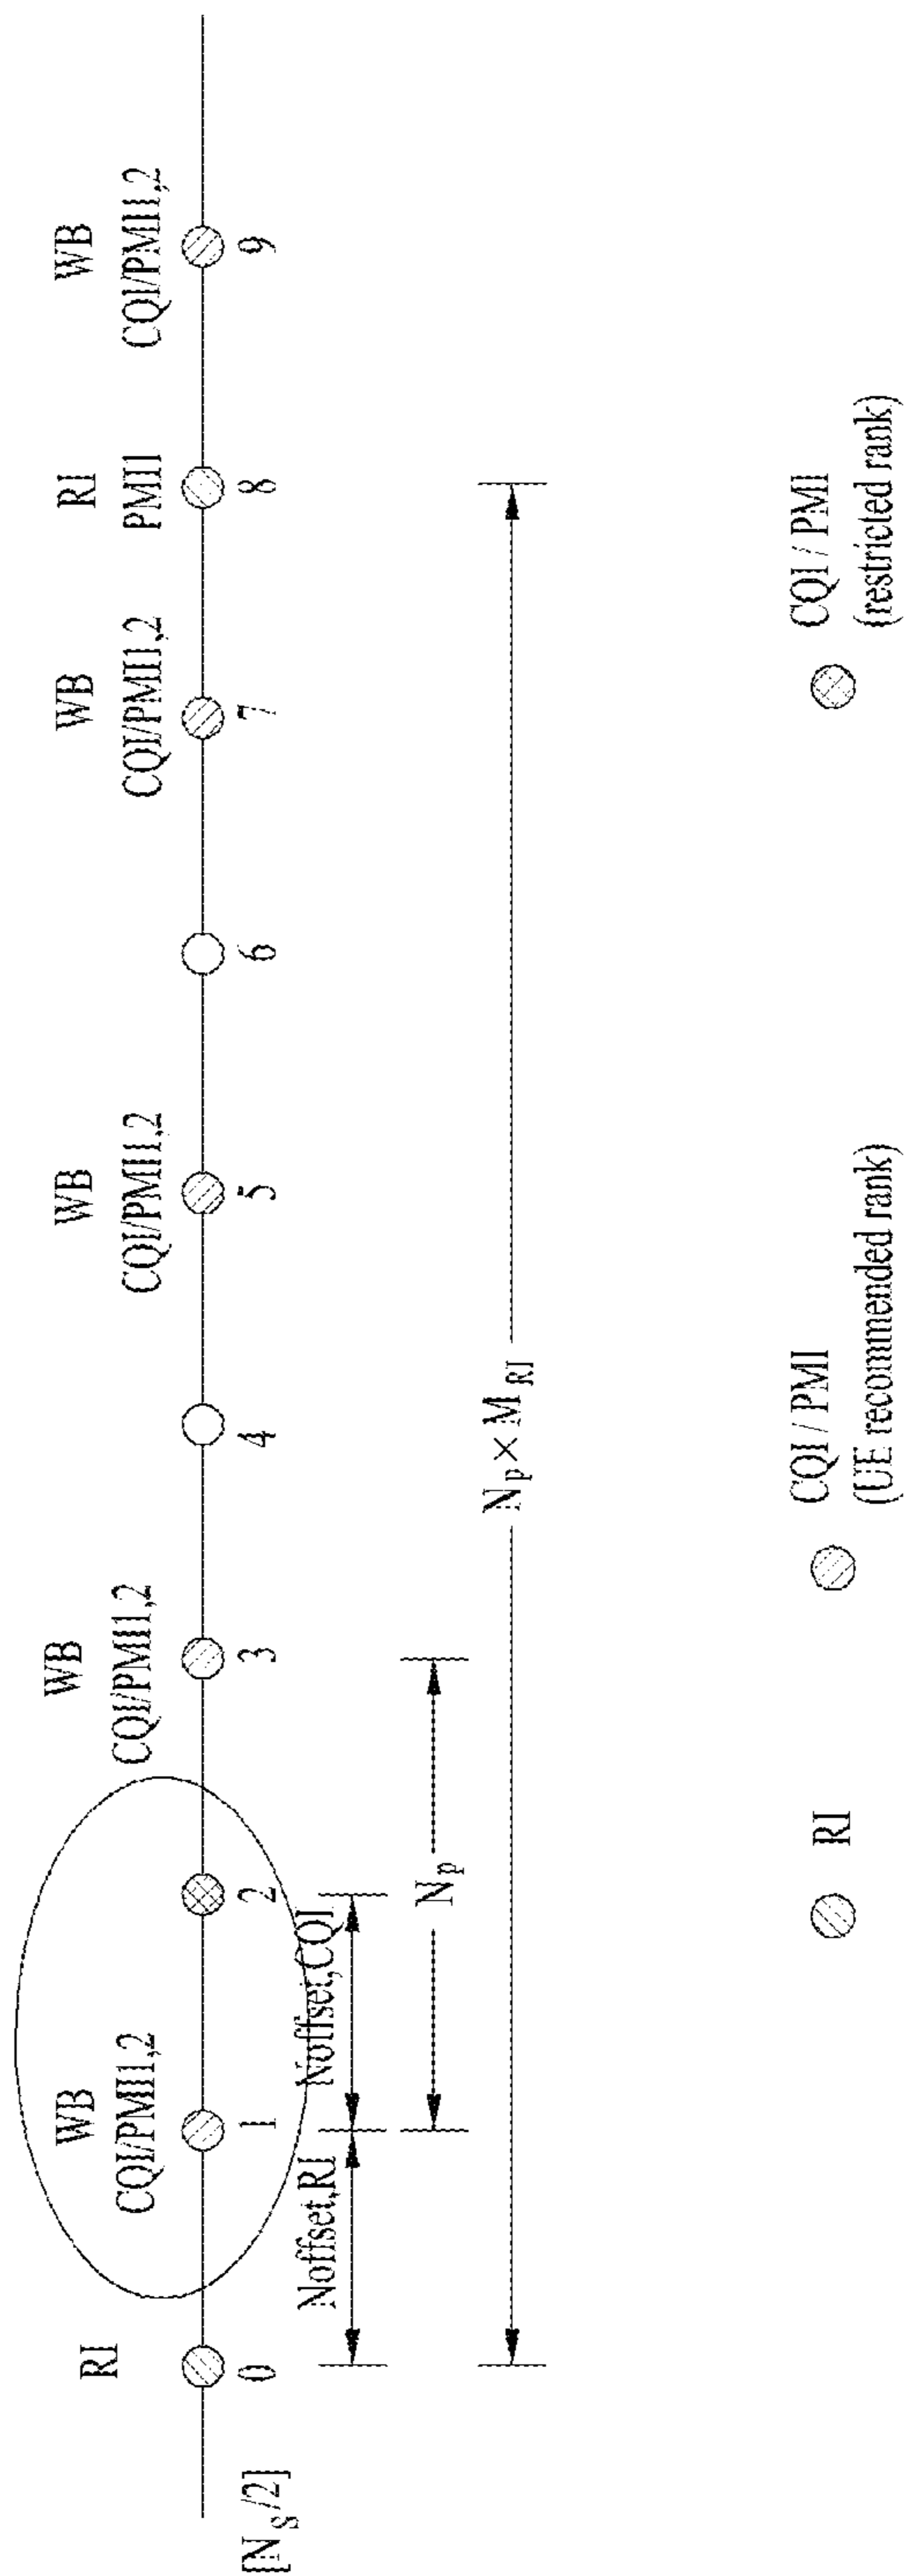 RI
WB
CQI/PMI1,2
WB
CQI/PMI1,2
WB
CQI/PMI1,2
WB
CQI/PMI1,2
RI
PMI1
WB
CQI/PMI1,2
[Ns/2]
0
1
2
3
4
5
6
7
8
9
Noffset,RI
Noffset,CQI
Np
Np×MRI
RI
CQI / PMI
(UE recommended rank)
CQI / PMI
(restricted rank)